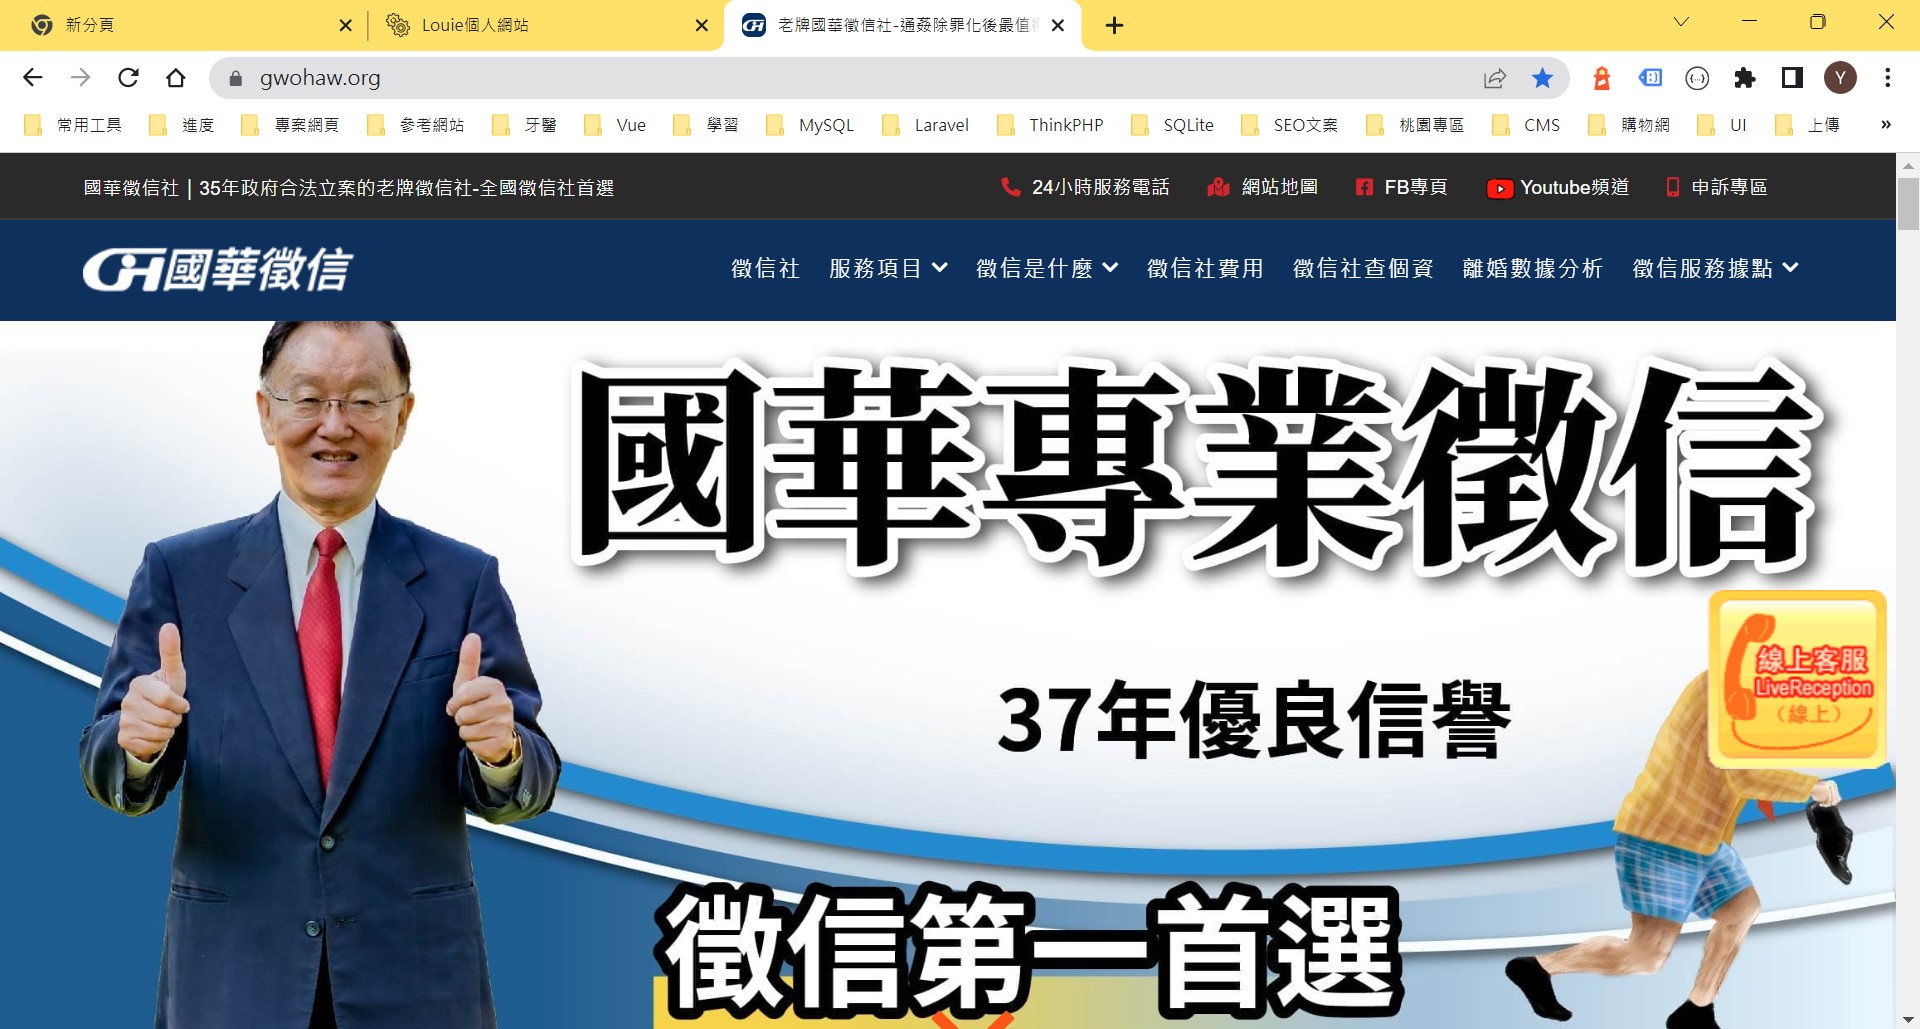 新分頁
Louie個人網站
老牌國華徵信社-通姦除罪化後最值
gwohaw.org
Y
常用工具 進度 專案網頁 參考網站 牙醫 Vue 學習 MySQL Laravel ThinkPHP SQLite SEO文案 桃園專區 CMS 購物網 UI 上傳 »
國華徵信社 | 35年政府合法立案的老牌徵信社-全國徵信社首選
24小時服務電話 網站地圖 FB專頁 Youtube頻道 申訴專區
GH國華徵信
徵信社 服務項目 徵信是什麼 徵信社費用 徵信社查個資 離婚數據分析 徵信服務據點
國華專業徵信
線上客服
LiveReception
(線上)
37年優良信譽
徵信第一首選